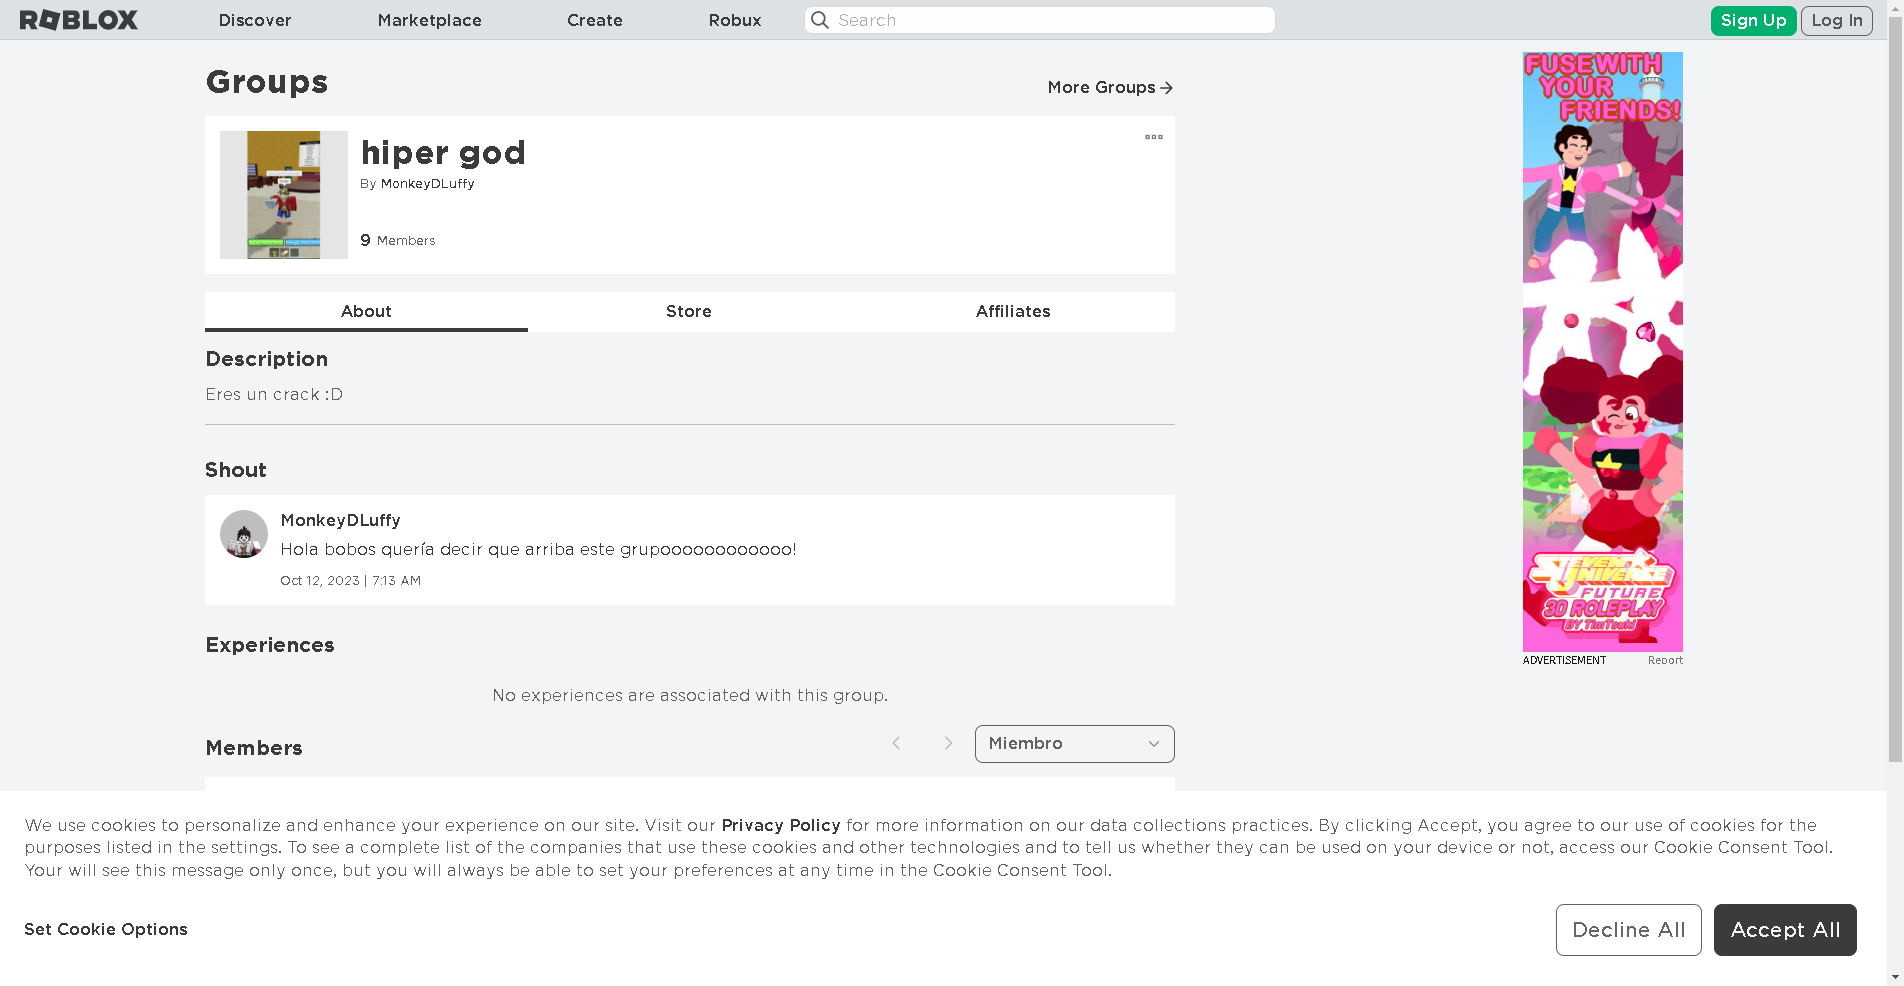 ROBLOX
Discover
Marketplace
Create
Robux
Search
Sign Up
Log In
Groups
More Groups
hiper god
By MonkeyDLuffy
9 Members
About
Store
Affiliates
Description
Eres un crack :D
Shout
MonkeyDLuffy
Hola bobos quería decir que arriba este grupoooooooooooo!
Oct 12, 2023 | 7:13 AM
Experiences
No experiences are associated with this group.
Members
Miembro
FUSE WITH
YOUR
FRIENDS!
STEVEN
UNIVERSE
FUTURE
3D ROLEPLAY
BY TimTsuki
ADVERTISEMENT
Report
We use cookies to personalize and enhance your experience on our site. Visit our Privacy Policy for more information on our data collections practices. By clicking Accept, you agree to our use of cookies for the
purposes listed in the settings. To see a complete list of the companies that use these cookies and other technologies and to tell us whether they can be used on your device or not, access our Cookie Consent Tool.
Your will see this message only once, but you will always be able to set your preferences at any time in the Cookie Consent Tool.
Set Cookie Options
Decline All
Accept All